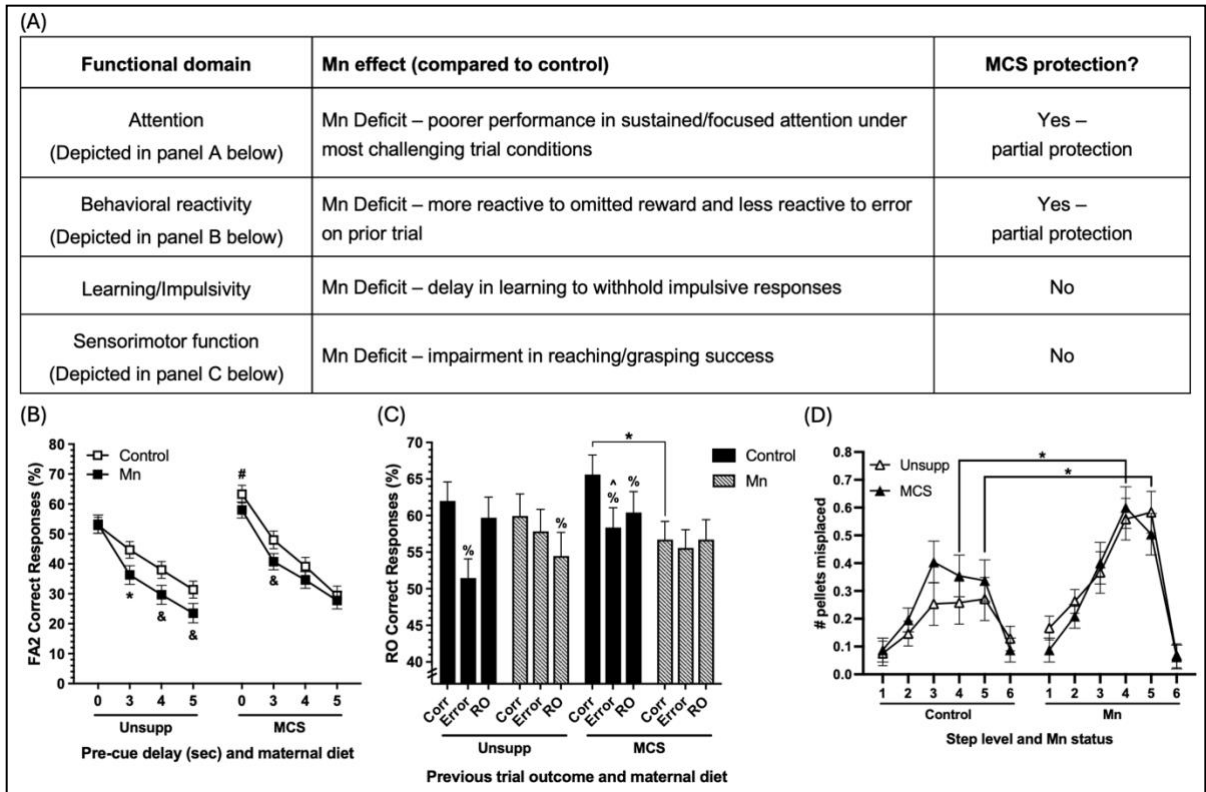 (A)
Functional domain
Mn effect (compared to control)
MCS protection?
Attention
(Depicted in panel A below)
Mn Deficit – poorer performance in sustained/focused attention under
most challenging trial conditions
Yes –
partial protection
Behavioral reactivity
(Depicted in panel B below)
Mn Deficit – more reactive to omitted reward and less reactive to error
on prior trial
Yes –
partial protection
Learning/Impulsivity
Mn Deficit – delay in learning to withhold impulsive responses
No
Sensorimotor function
(Depicted in panel C below)
Mn Deficit – impairment in reaching/grasping success
No
(B)
FA2 Correct Responses (%)
80
70
60
50
40
30
20
10
0
Control
Mn
#
*
&
&
&
0 3 4 5 0 3 4 5
Unsupp MCS
Pre-cue delay (sec) and maternal diet
(C)
RO Correct Responses (%)
70
65
60
55
50
45
40
Control
Mn
*
%
%
^
%
%
Corr Error RO Corr Error RO Corr Error RO Corr Error RO
Unsupp MCS
Previous trial outcome and maternal diet
(D)
# pellets misplaced
0.8
0.7
0.6
0.5
0.4
0.3
0.2
0.1
0.0
Unsupp
MCS
*
*
1 2 3 4 5 6 1 2 3 4 5 6
Control Mn
Step level and Mn status